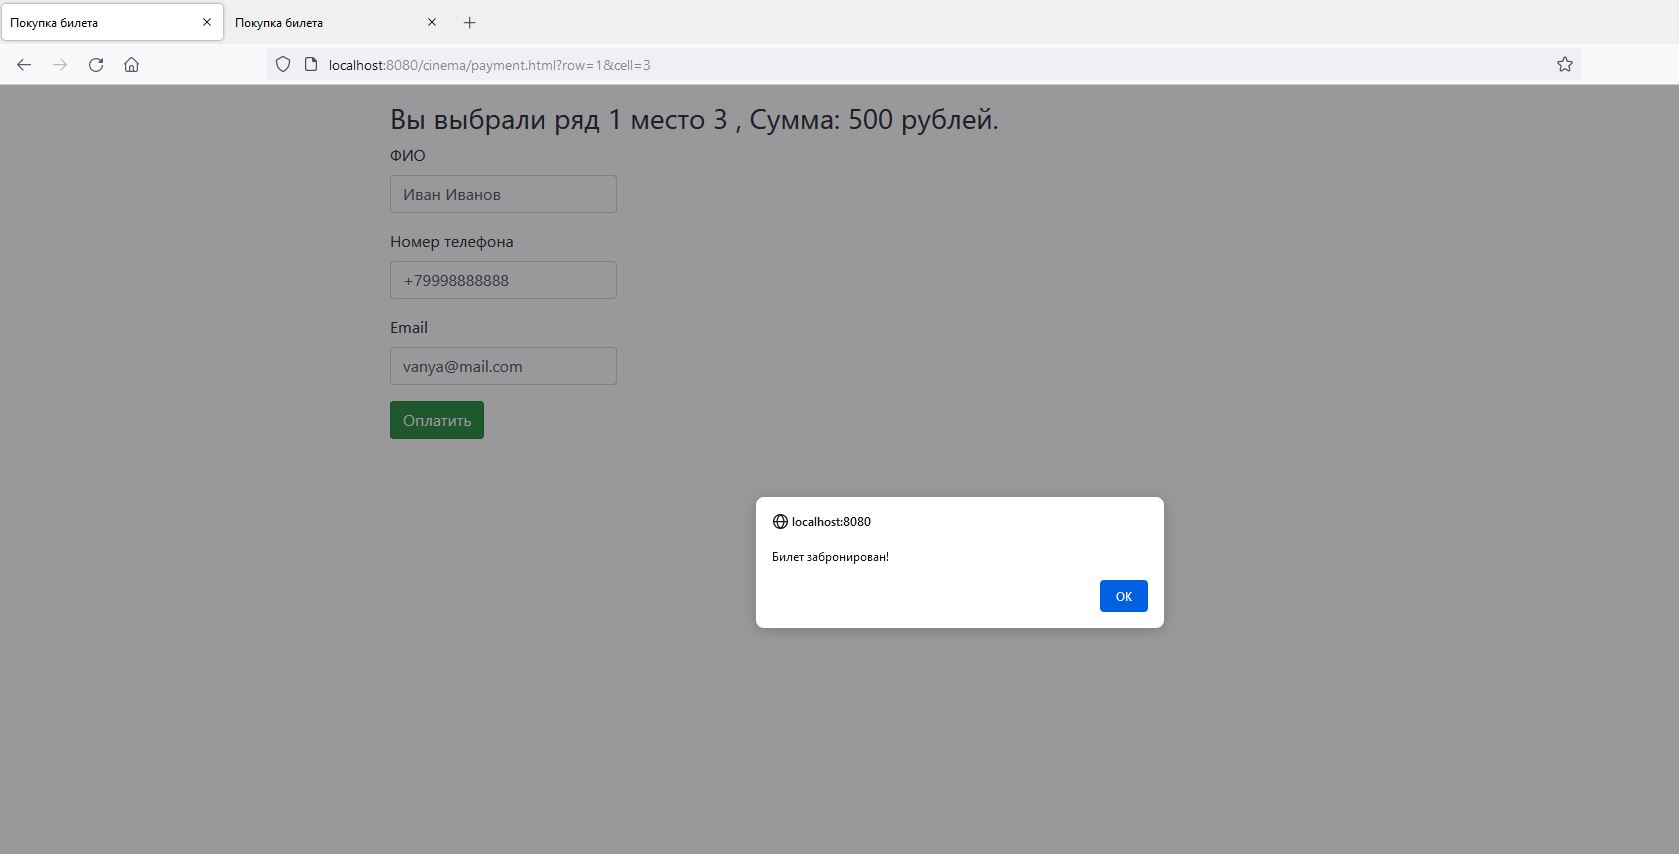 Покупка билета
Покупка билета
localhost:8080/cinema/payment.html?row=1&cell=3
Вы выбрали ряд 1 место 3 , Сумма: 500 рублей.
ФИО
Иван Иванов
Номер телефона
+79998888888
Email
vanya@mail.com
Оплатить
localhost:8080
Билет забронирован!
OK